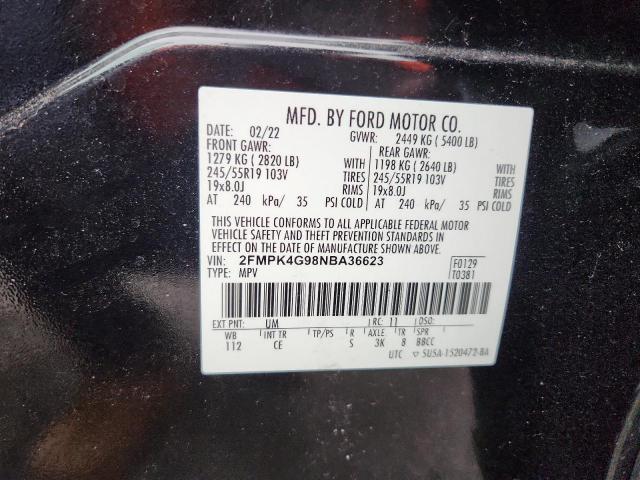 MFD. BY FORD MOTOR CO.
DATE: 02/22 GVWR: 2449 KG ( 5400 LB)
FRONT GAWR: REAR GAWR:
1279 KG ( 2820 LB) WITH 1198 KG ( 2640 LB) WITH
245/55R19 103V TIRES 245/55R19 103V TIRES
19x8.0J RIMS 19x8.0J RIMS
AT 240 kPa/ 35 PSI COLD AT 240 kPa/ 35 PSI COLD
THIS VEHICLE CONFORMS TO ALL APPLICABLE FEDERAL MOTOR
VEHICLE SAFETY AND THEFT PREVENTION STANDARDS IN
EFFECT ON THE DATE OF MANUFACTURE SHOWN ABOVE.
VIN: 2FMPK4G98NBA36623 F0129
TYPE: MPV T0381
EXT PNT: UM RC: 11 DSO:
WB INT TR TP/PS R AXLE TR SPR
112 CE S 3K 8 BBCC
UTC ▽ 5U5A-1520472-BA